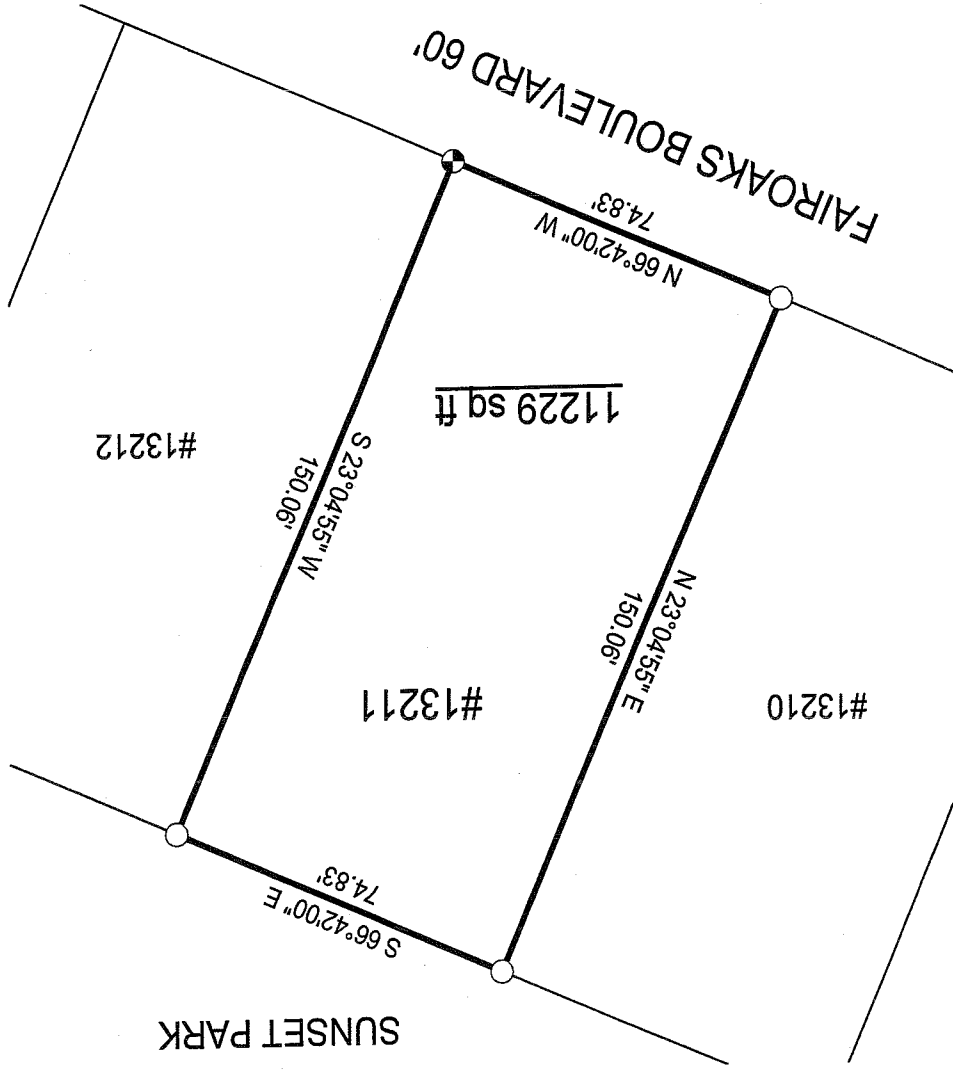 SUNSET PARK
S 66°42'00" E
74.83'
#13210
#13211
N 23°04'55" E
150.06'
S 23°04'55" W
150.06'
#13212
11229 sq ft
N 66°42'00" W
74.83'
FAIROAKS BOULEVARD 60'